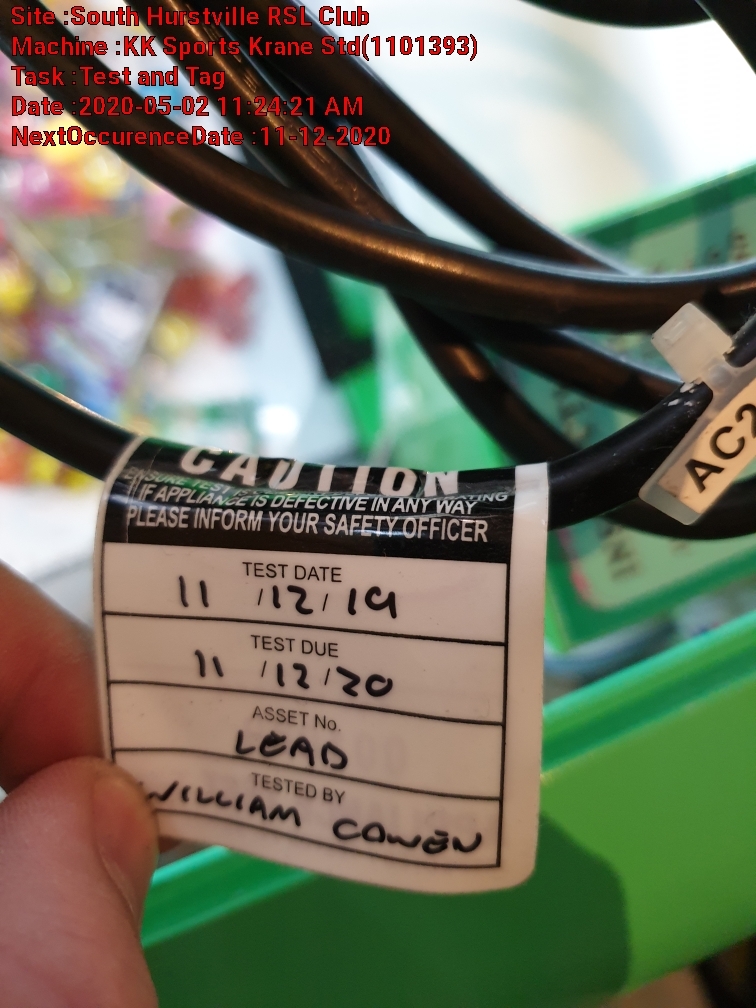 Site :South Hurstville RSL Club
Machine :KK Sports Krane Std(1101393)
Task :Test and Tag
Date :2020-05-02 11:24:21 AM
NextOccurenceDate :11-12-2020
CAUTION
ENSURE TEST RATING
IF APPLIANCE IS DEFECTIVE IN ANY WAY
PLEASE INFORM YOUR SAFETY OFFICER
TEST DATE
11 /12/19
TEST DUE
11 /12/20
ASSET No.
LEAD
TESTED BY
WILLIAM COWEN
AC2